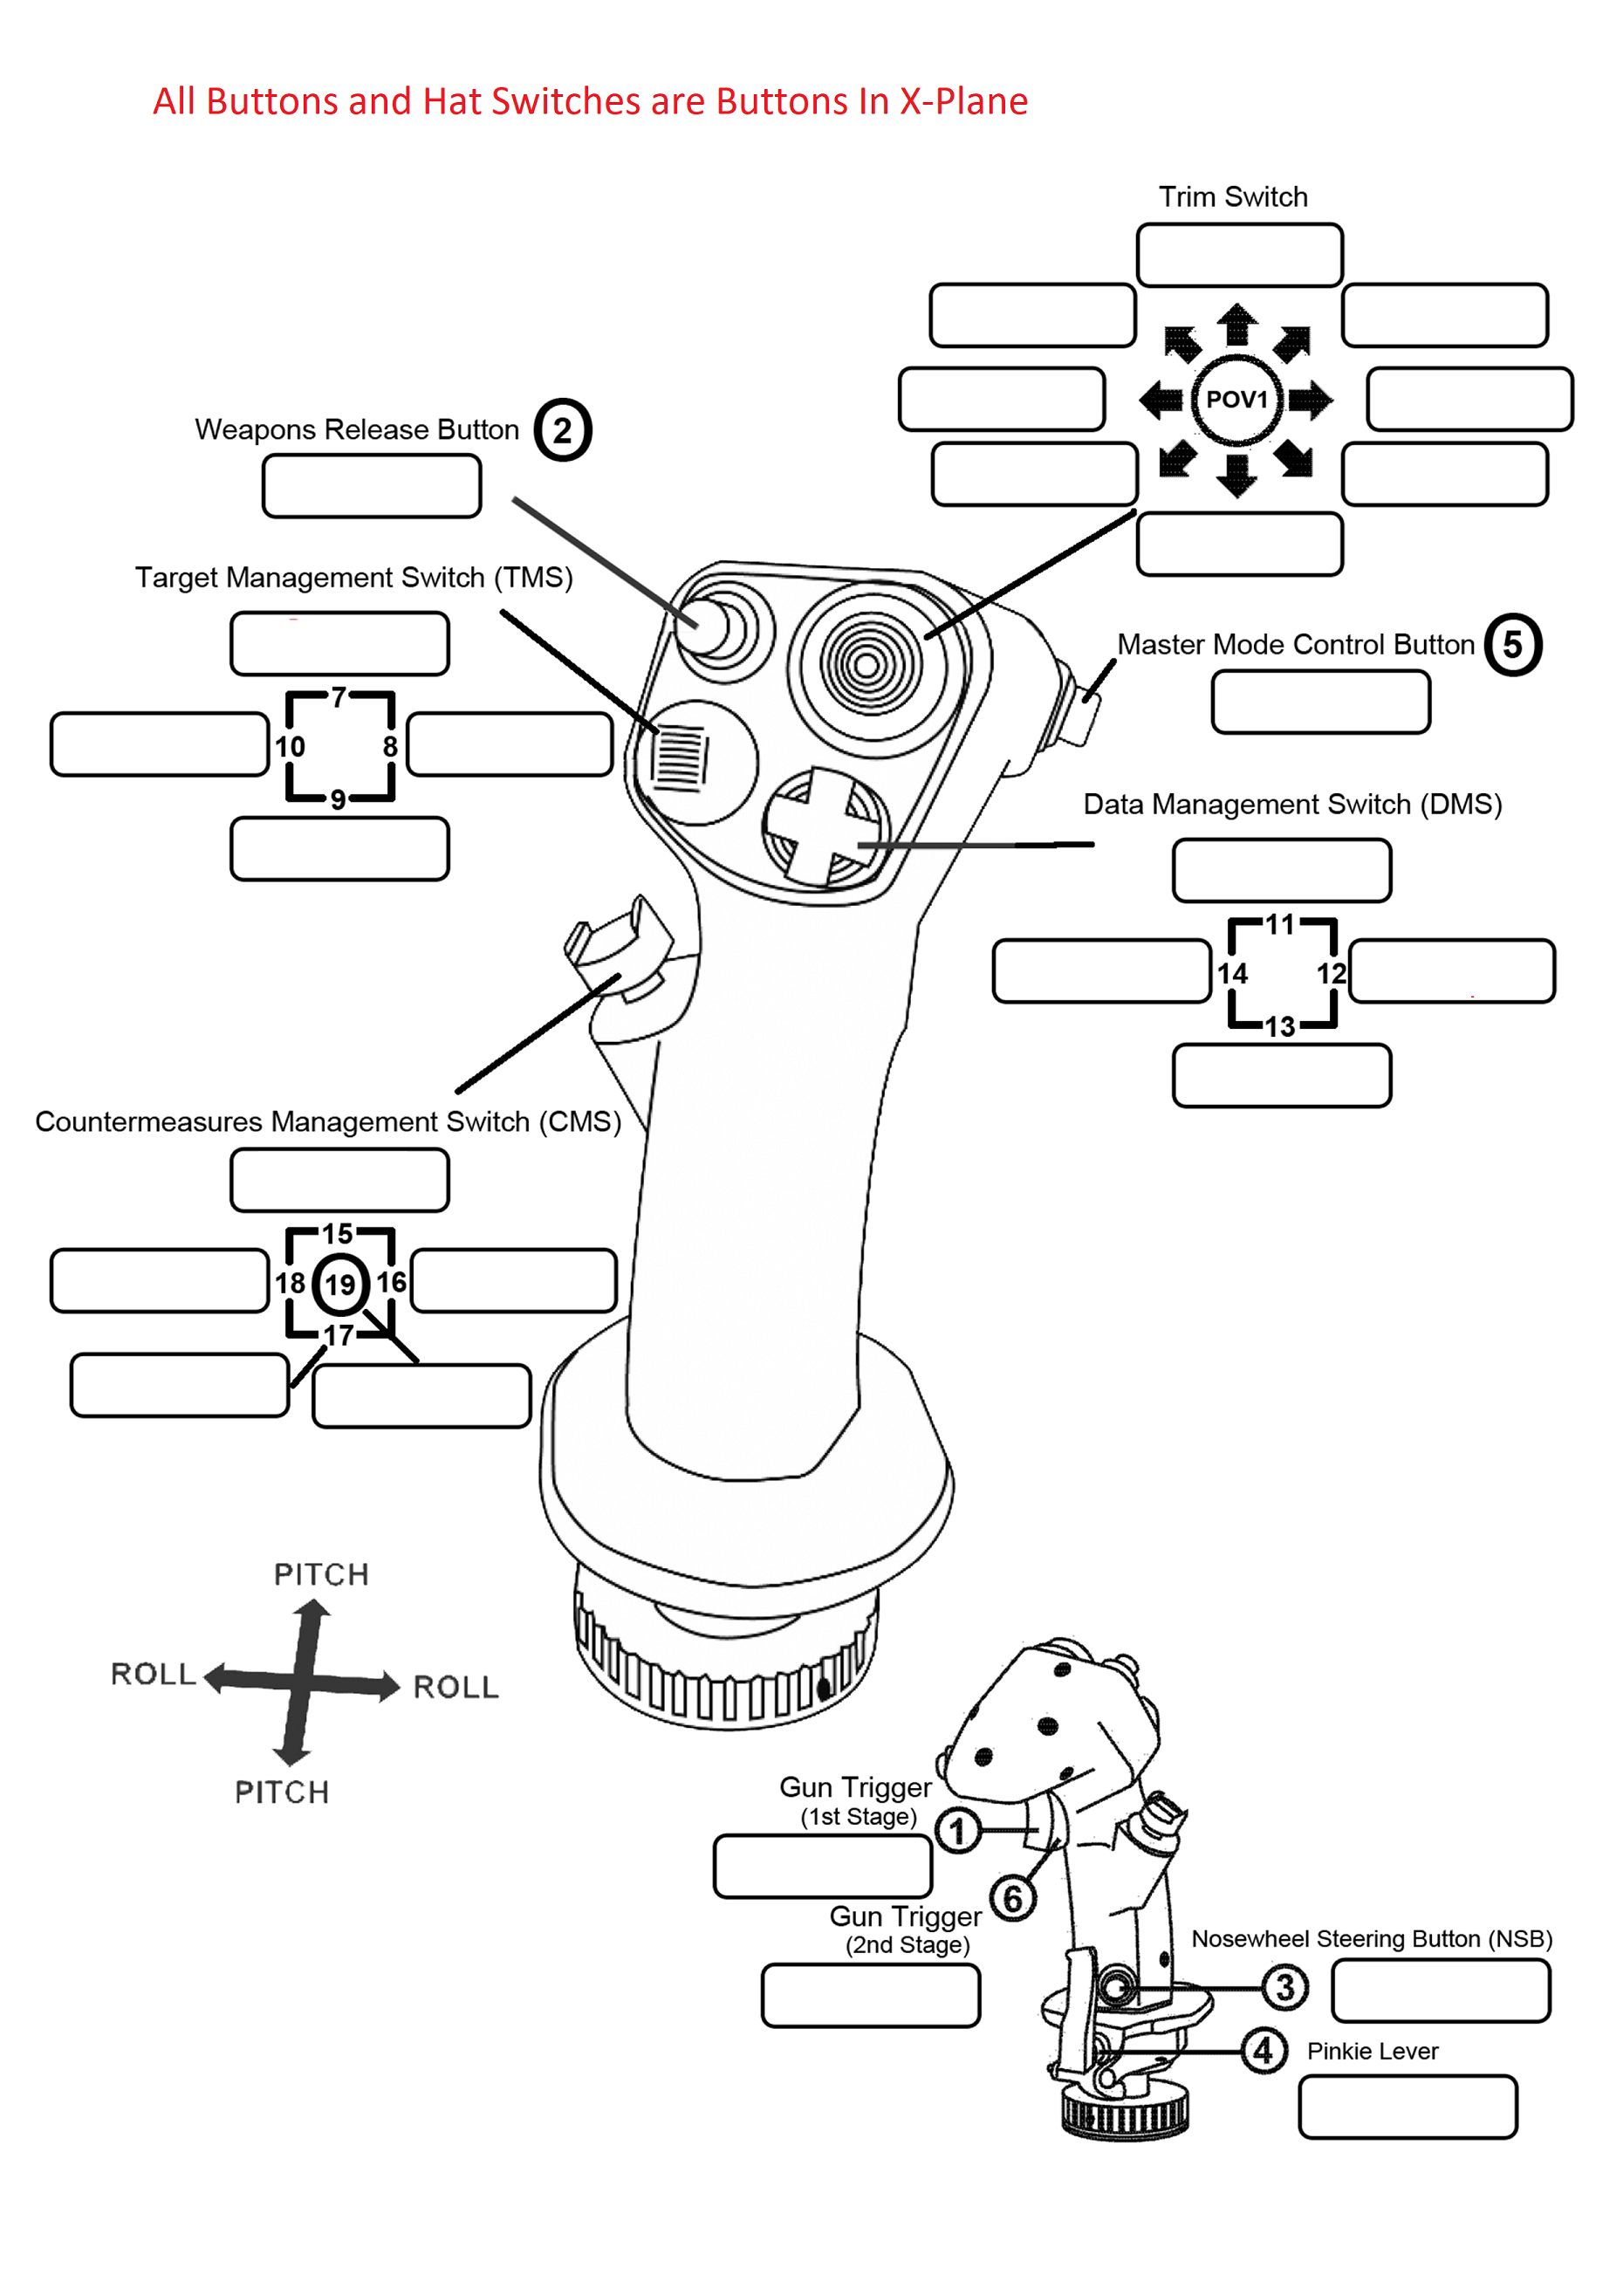 All Buttons and Hat Switches are Buttons In X-Plane
Trim Switch
POV1
Weapons Release Button 2
Target Management Switch (TMS)
7
10 8
9
Master Mode Control Button 5
Data Management Switch (DMS)
11
14 12
13
Countermeasures Management Switch (CMS)
15
18 19 16
17
PITCH
ROLL ROLL
PITCH
Gun Trigger
(1st Stage)
1
6
Gun Trigger
(2nd Stage)
Nosewheel Steering Button (NSB)
3
4 Pinkie Lever